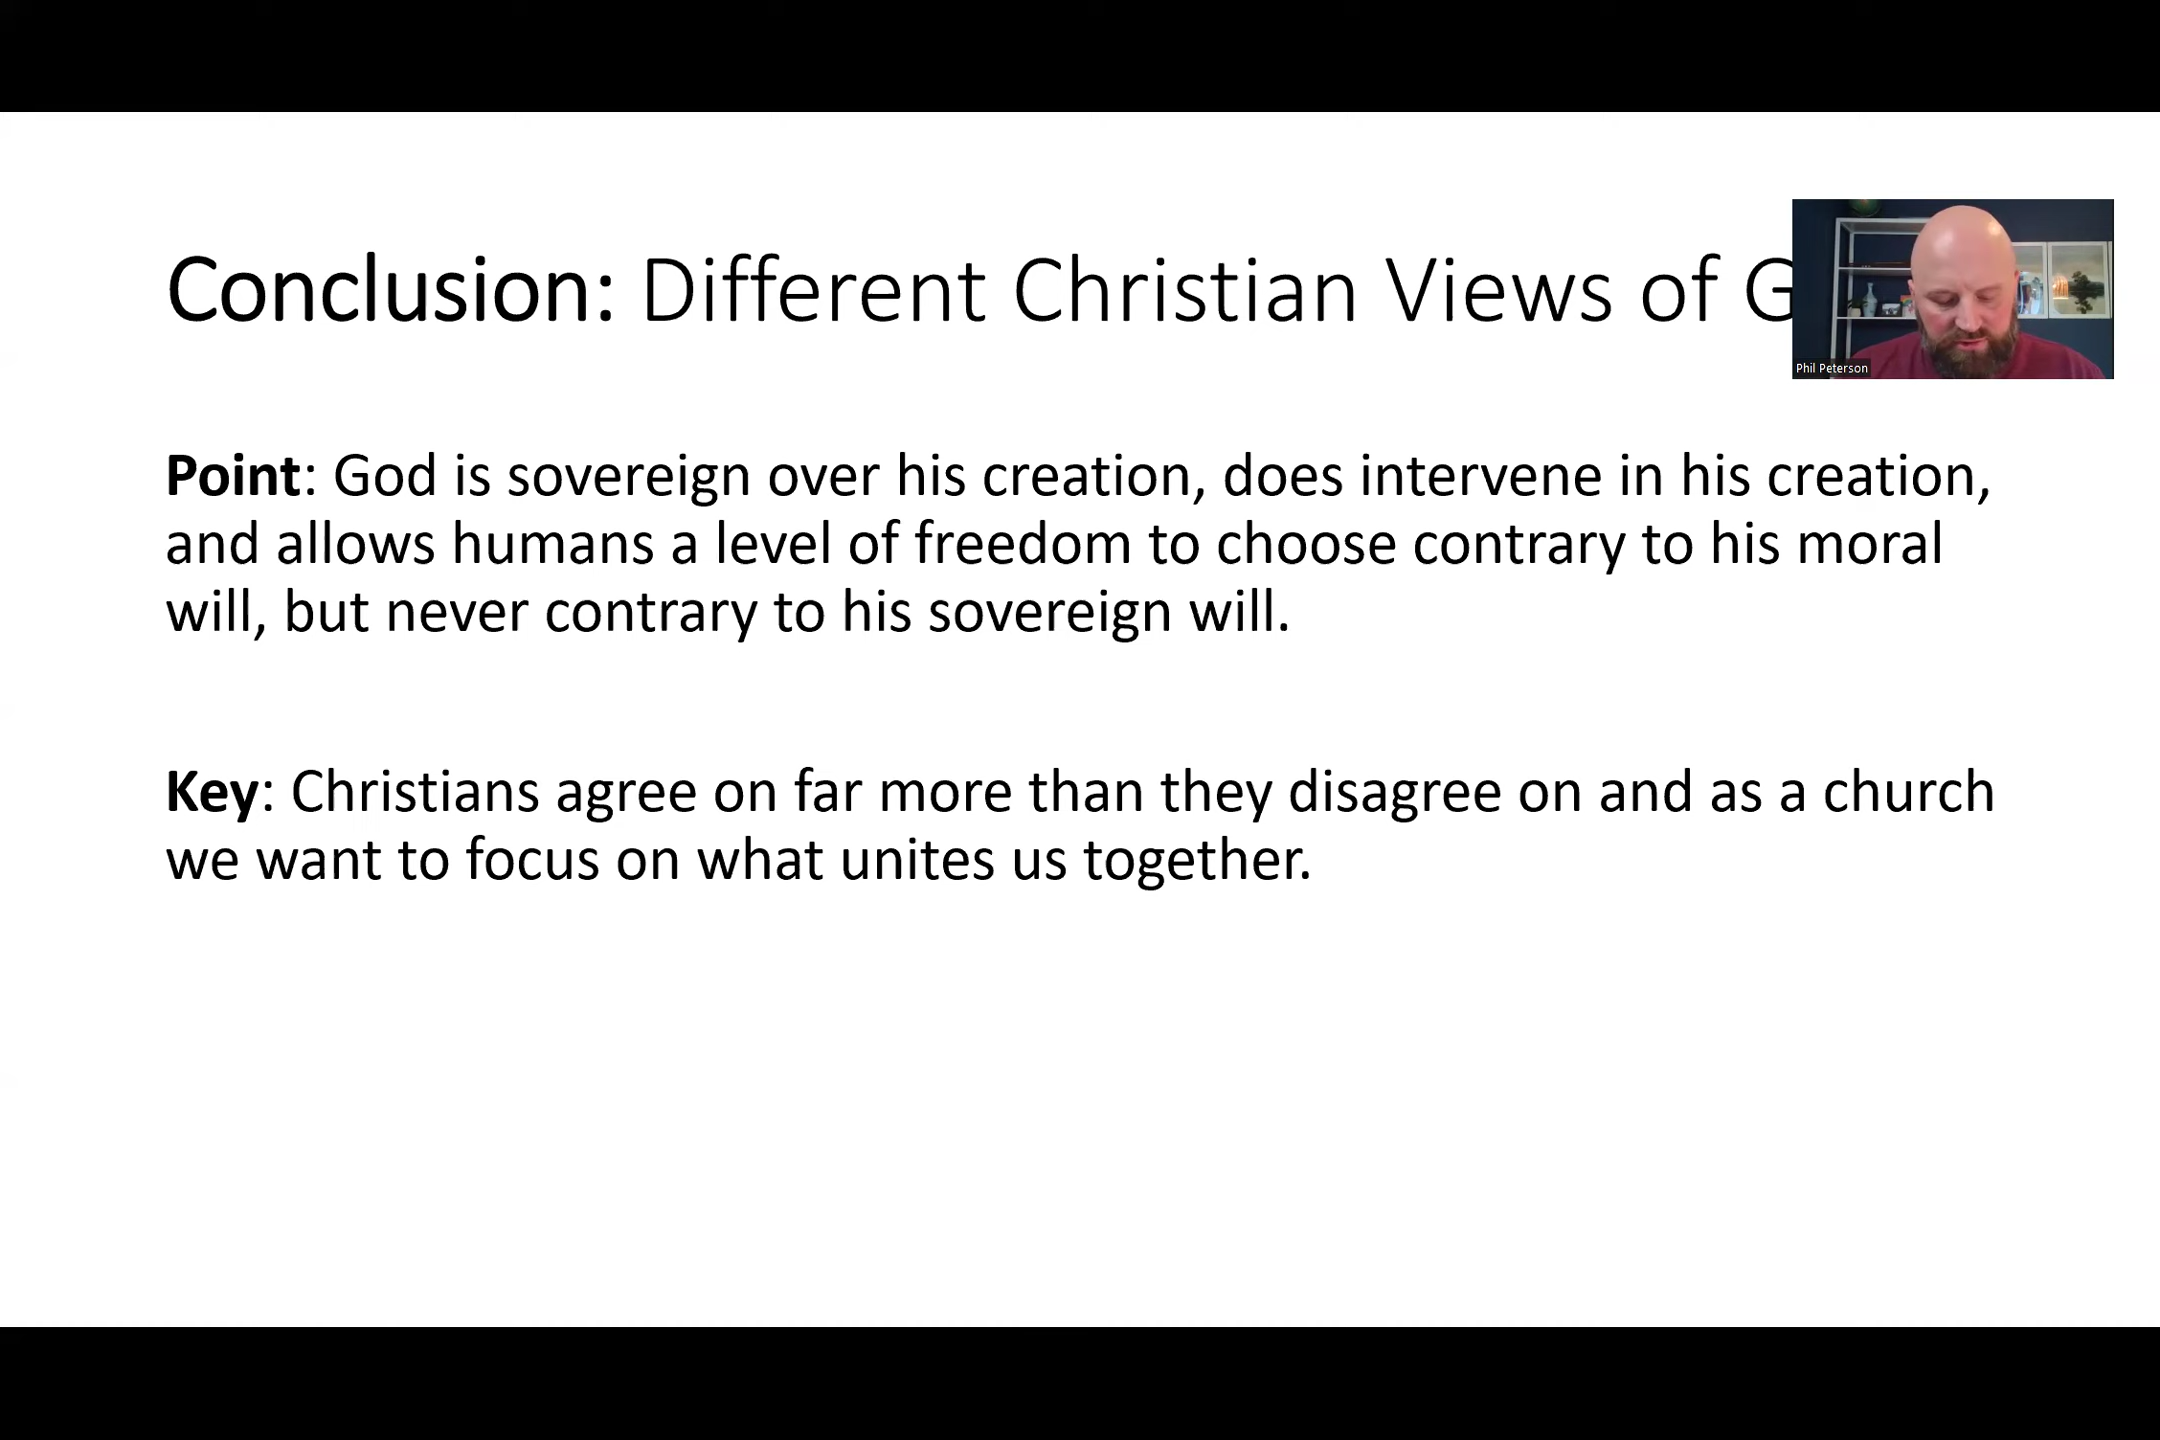 Conclusion: Different Christian Views of
Phil Peterson
Point: God is sovereign over his creation, does intervene in his creation,
and allows humans a level of freedom to choose contrary to his moral
will, but never contrary to his sovereign will.
Key: Christians agree on far more than they disagree on and as a church
we want to focus on what unites us together.